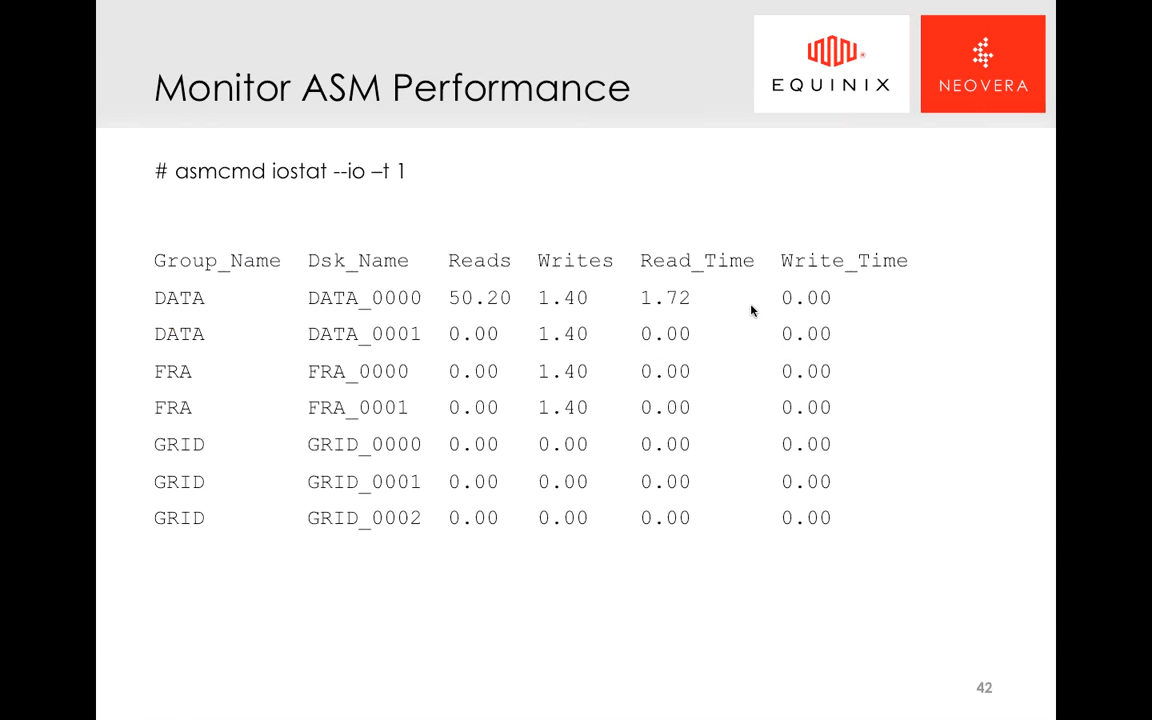 Monitor ASM Performance
EQUINIX
NEOVERA
# asmcmd iostat --io –t 1
Group_Name Dsk_Name Reads Writes Read_Time Write_Time
DATA DATA_0000 50.20 1.40 1.72 0.00
DATA DATA_0001 0.00 1.40 0.00 0.00
FRA FRA_0000 0.00 1.40 0.00 0.00
FRA FRA_0001 0.00 1.40 0.00 0.00
GRID GRID_0000 0.00 0.00 0.00 0.00
GRID GRID_0001 0.00 0.00 0.00 0.00
GRID GRID_0002 0.00 0.00 0.00 0.00
42